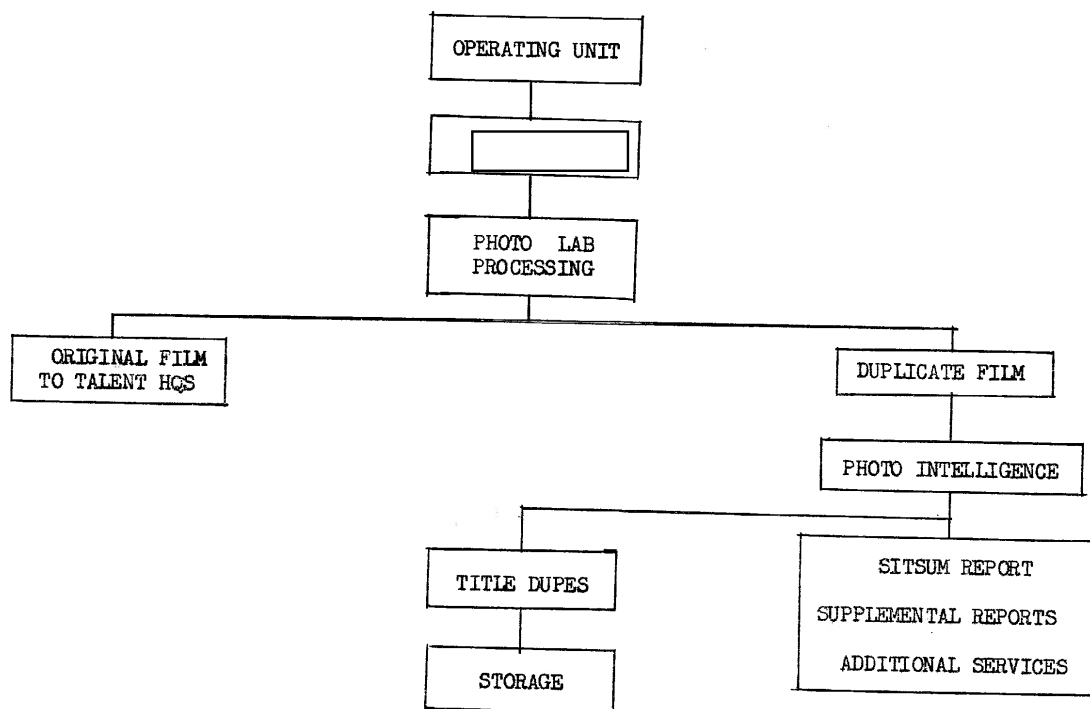 OPERATING UNIT
PHOTO LAB
PROCESSING
ORIGINAL FILM
TO TALENT HQS
DUPLICATE FILM
PHOTO INTELLIGENCE
TITLE DUPES
SITSUM REPORT
SUPPLEMENTAL REPORTS
ADDITIONAL SERVICES
STORAGE